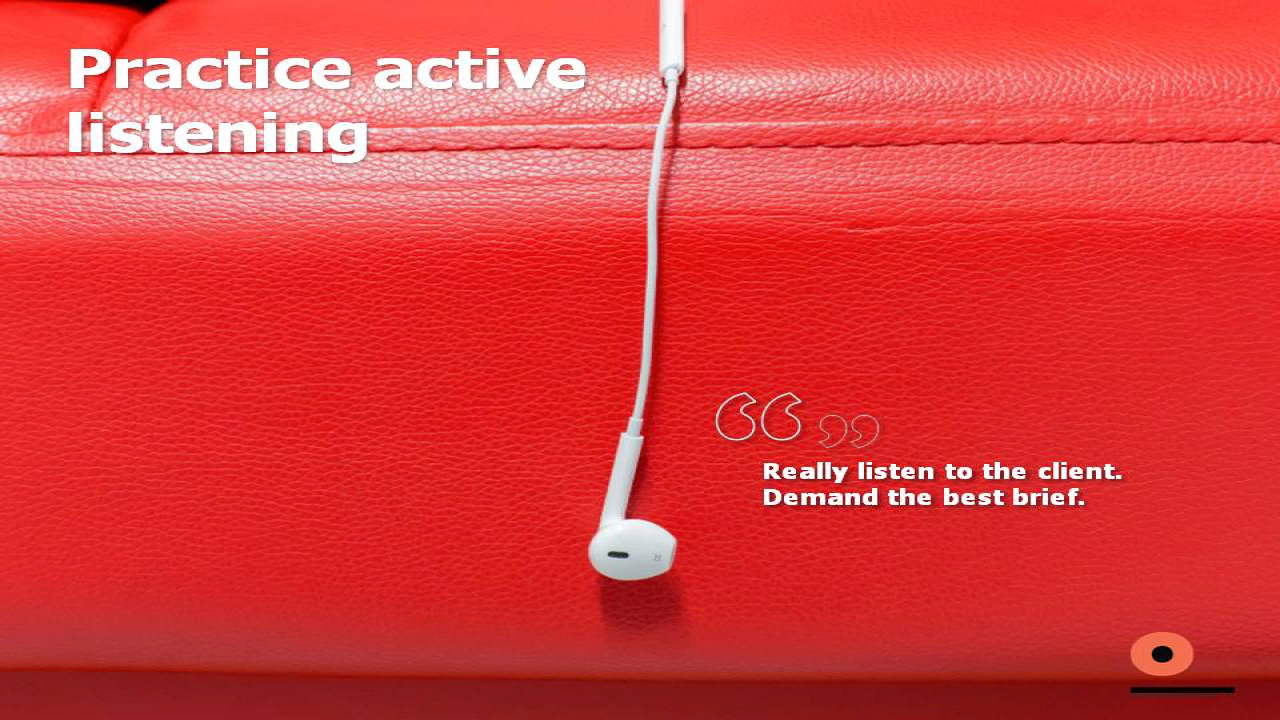 Practice active
listening
Really listen to the client.
Demand the best brief.